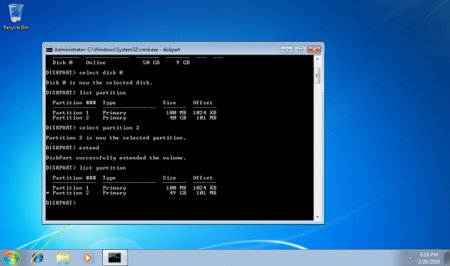 Recycle Bin
Administrator: C:\Windows\System32\cmd.exe - diskpart
Disk 0 Online 50 GB 9 GB
DISKPART> select disk 0
Disk 0 is now the selected disk.
DISKPART> list partition
Partition ### Type Size Offset
Partition 1 Primary 100 MB 1024 KB
Partition 2 Primary 40 GB 101 MB
DISKPART> select partition 2
Partition 2 is now the selected partition.
DISKPART> extend
DiskPart successfully extended the volume.
DISKPART> list partition
Partition ### Type Size Offset
Partition 1 Primary 100 MB 1024 KB
* Partition 2 Primary 49 GB 101 MB
DISKPART>